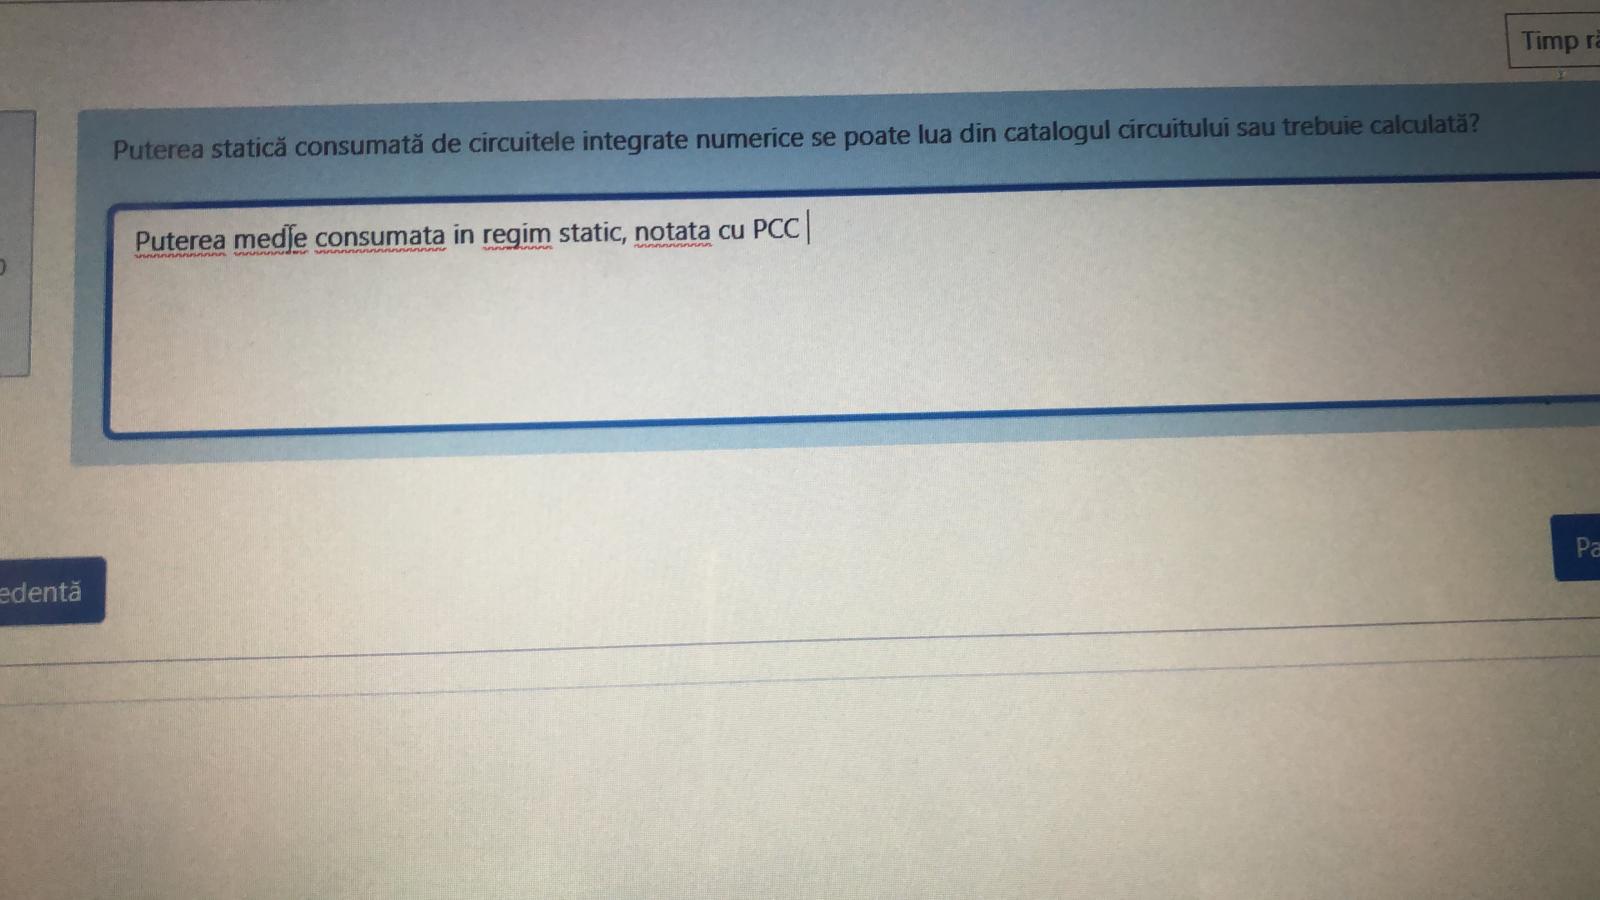 Timp
Puterea statică consumată de circuitele integrate numerice se poate lua din catalogul circuitului sau trebuie calculată?
Puterea medie consumata in regim static, notata cu PCC
edentă
Pa